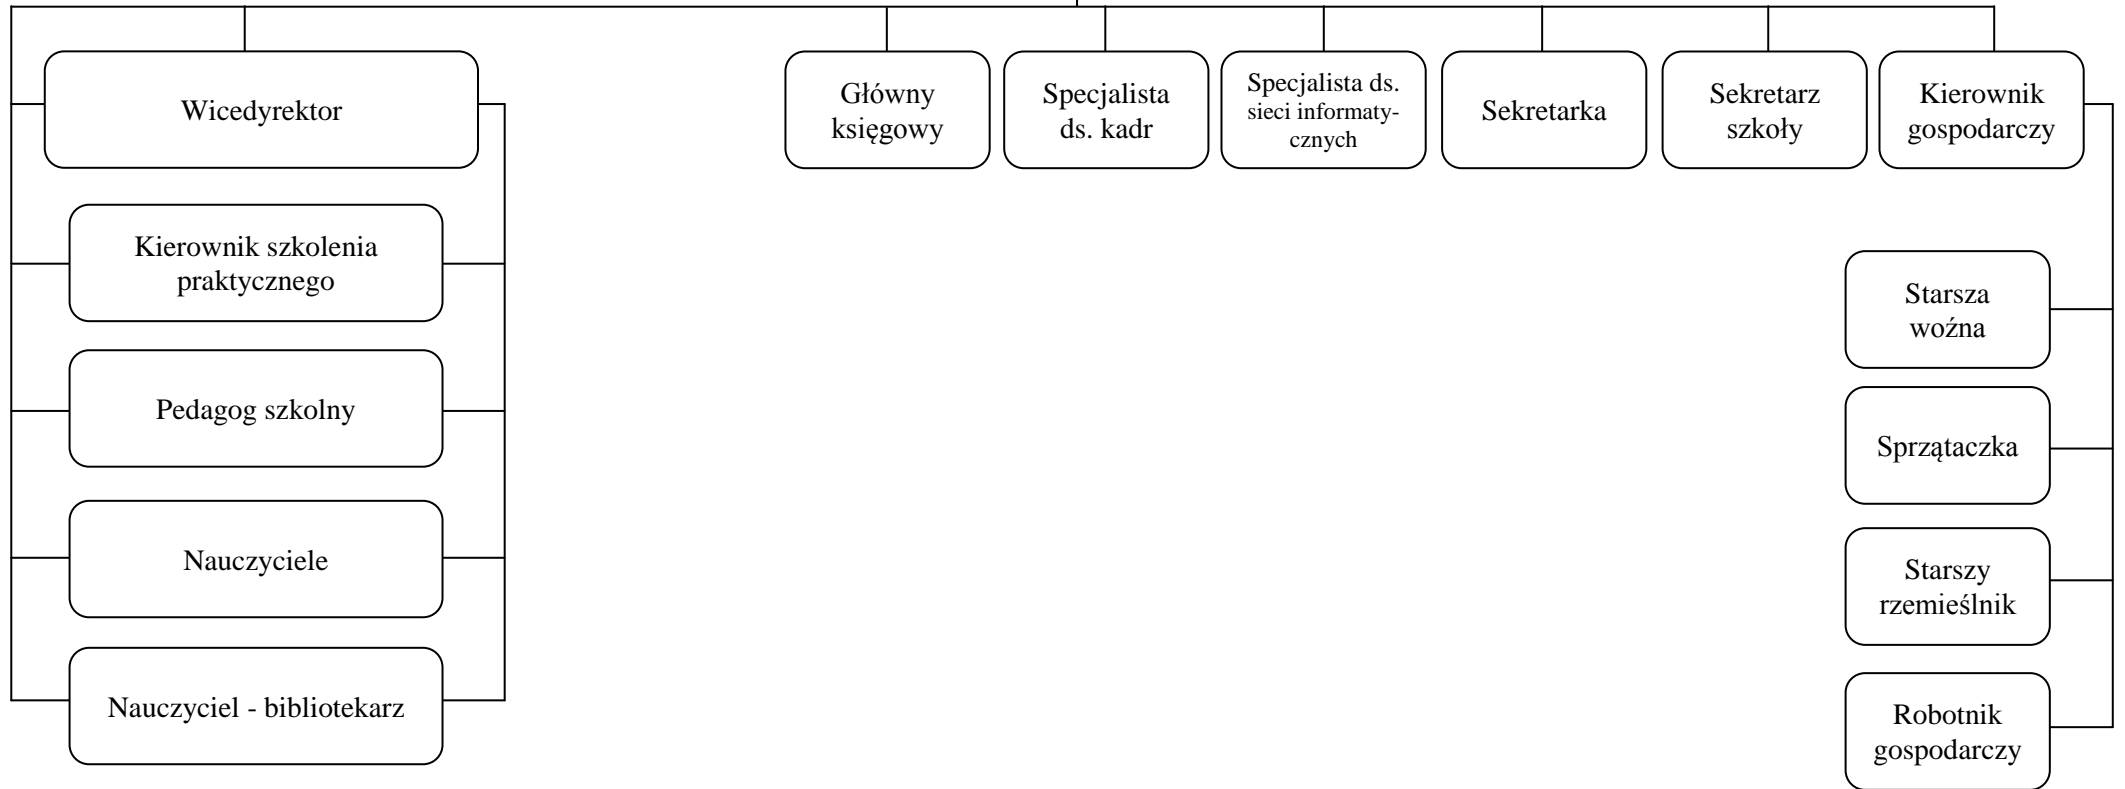 Wicedyrektor
Główny
księgowy
Specjalista
ds. kadr
Specjalista ds.
sieci informaty-
cznych
Sekretarka
Sekretarz
szkoły
Kierownik
gospodarczy
Kierownik szkolenia
praktycznego
Pedagog szkolny
Nauczyciele
Nauczyciel - bibliotekarz
Starsza
woźna
Sprzątaczka
Starszy
rzemieślnik
Robotnik
gospodarczy